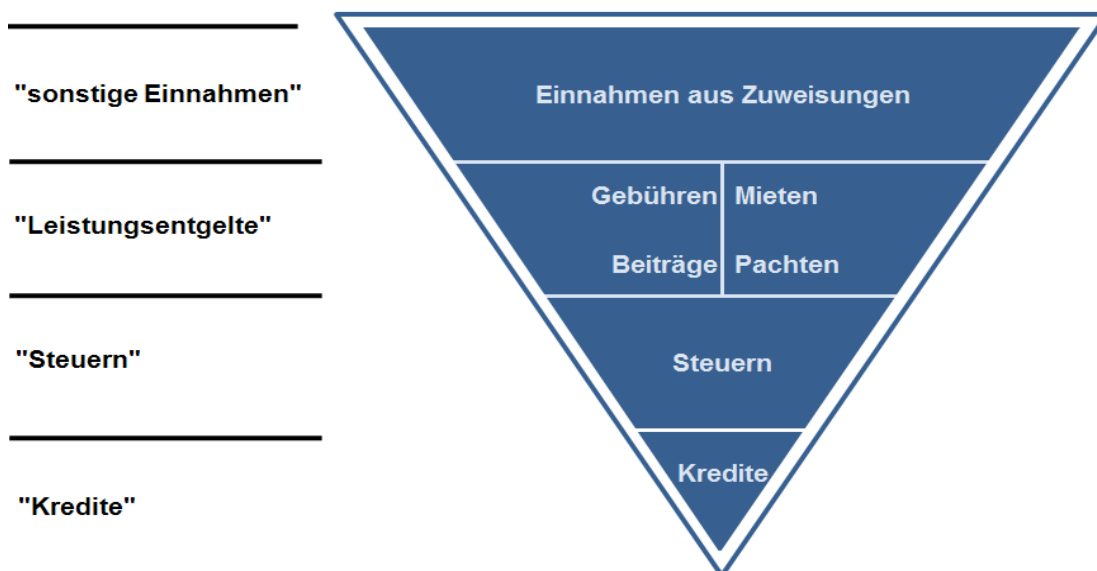 "sonstige Einnahmen"
Einnahmen aus Zuweisungen
"Leistungsentgelte"
Gebühren Mieten
Beiträge Pachten
"Steuern"
Steuern
"Kredite"
Kredite